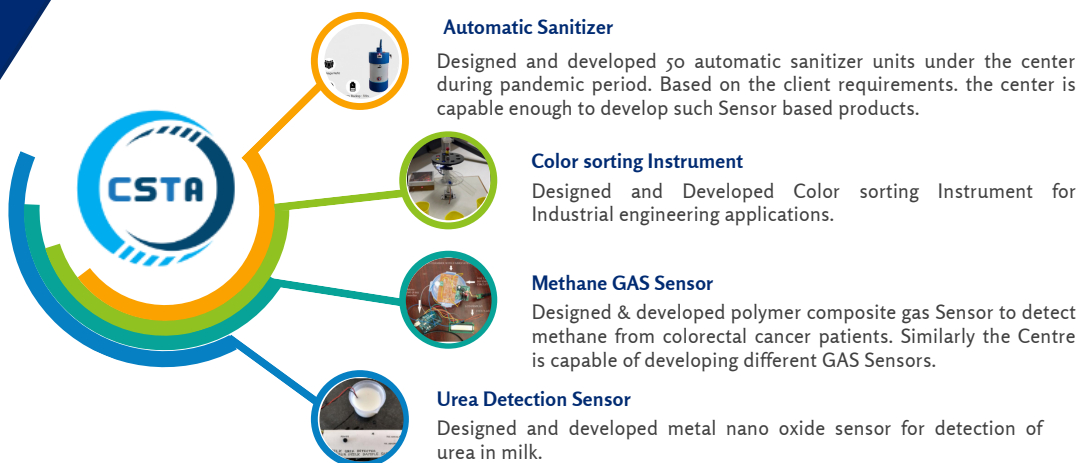 Automatic Sanitizer
Designed and developed 50 automatic sanitizer units under the center
during pandemic period. Based on the client requirements. the center is
capable enough to develop such Sensor based products.
CSTA
Color sorting Instrument
Designed and Developed Color sorting Instrument for
Industrial engineering applications.
Methane GAS Sensor
Designed & developed polymer composite gas Sensor to detect
methane from colorectal cancer patients. Similarly the Centre
is capable of developing different GAS Sensors.
Urea Detection Sensor
Designed and developed metal nano oxide sensor for detection of
urea in milk.